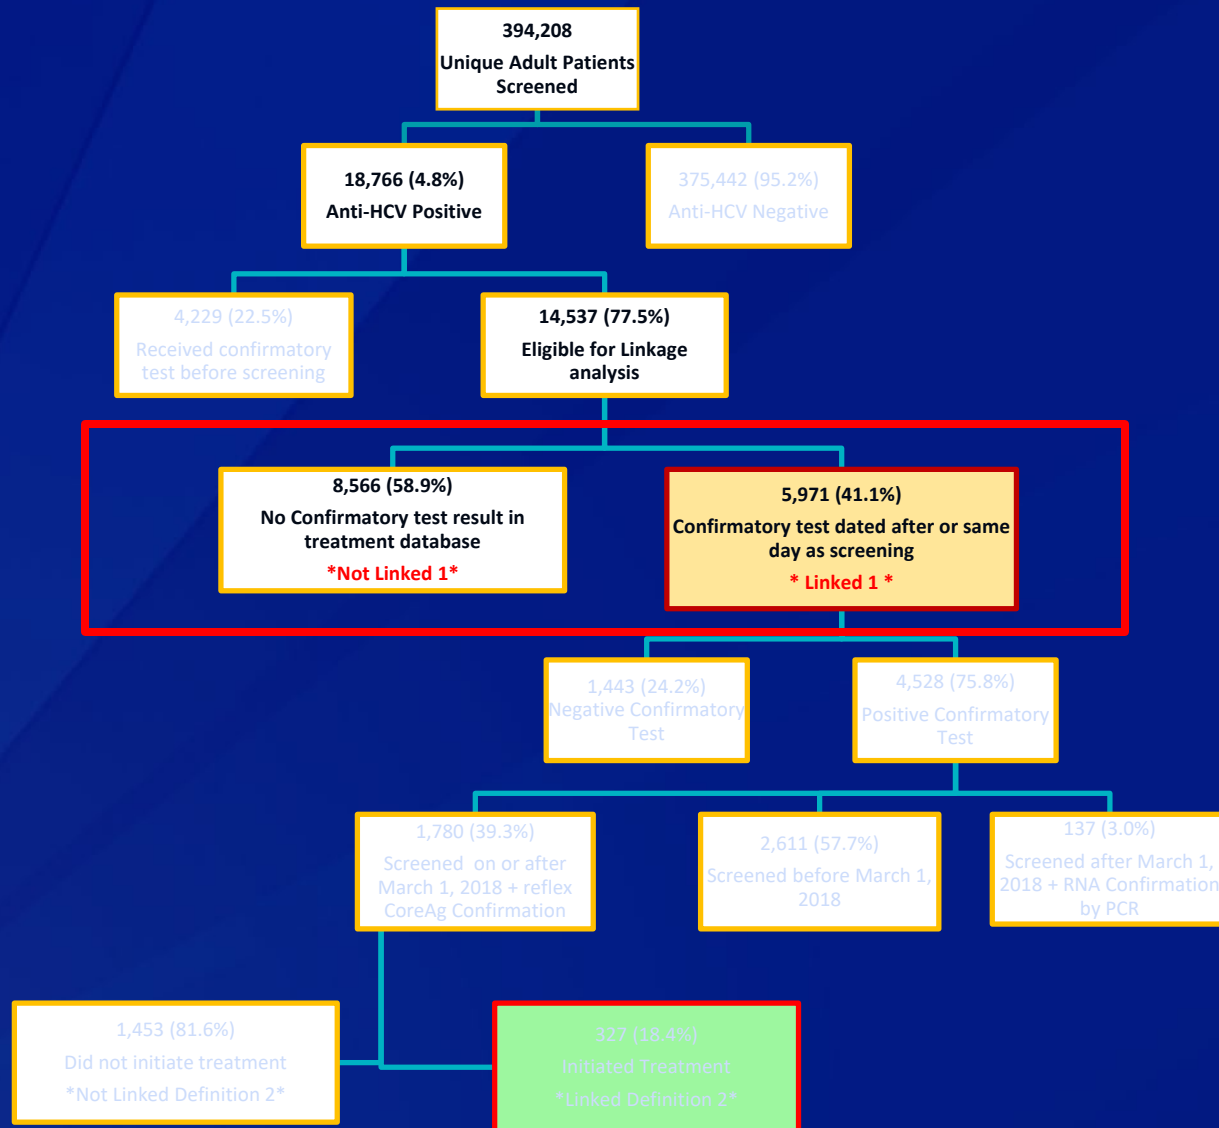 394,208
Unique Adult Patients
Screened
18,766 (4.8%)
Anti-HCV Positive
375,442 (95.2%)
Anti-HCV Negative
4,229 (22.5%)
Received confirmatory
test before screening
14,537 (77.5%)
Eligible for Linkage
analysis
8,566 (58.9%)
No Confirmatory test result in
treatment database
*Not Linked 1*
5,971 (41.1%)
Confirmatory test dated after or same
day as screening
* Linked 1 *
1,443 (24.2%)
Negative Confirmatory
Test
4,528 (75.8%)
Positive Confirmatory
Test
1,780 (39.3%)
Screened on or after
March 1, 2018 + reflex
CoreAg Confirmation
2,611 (57.7%)
Screened before March 1,
2018
137 (3.0%)
Screened after March 1,
2018 + RNA Confirmation
by PCR
1,453 (81.6%)
Did not initiate treatment
*Not Linked Definition 2*
327 (18.4%)
Initiated Treatment
*Linked Definition 2*